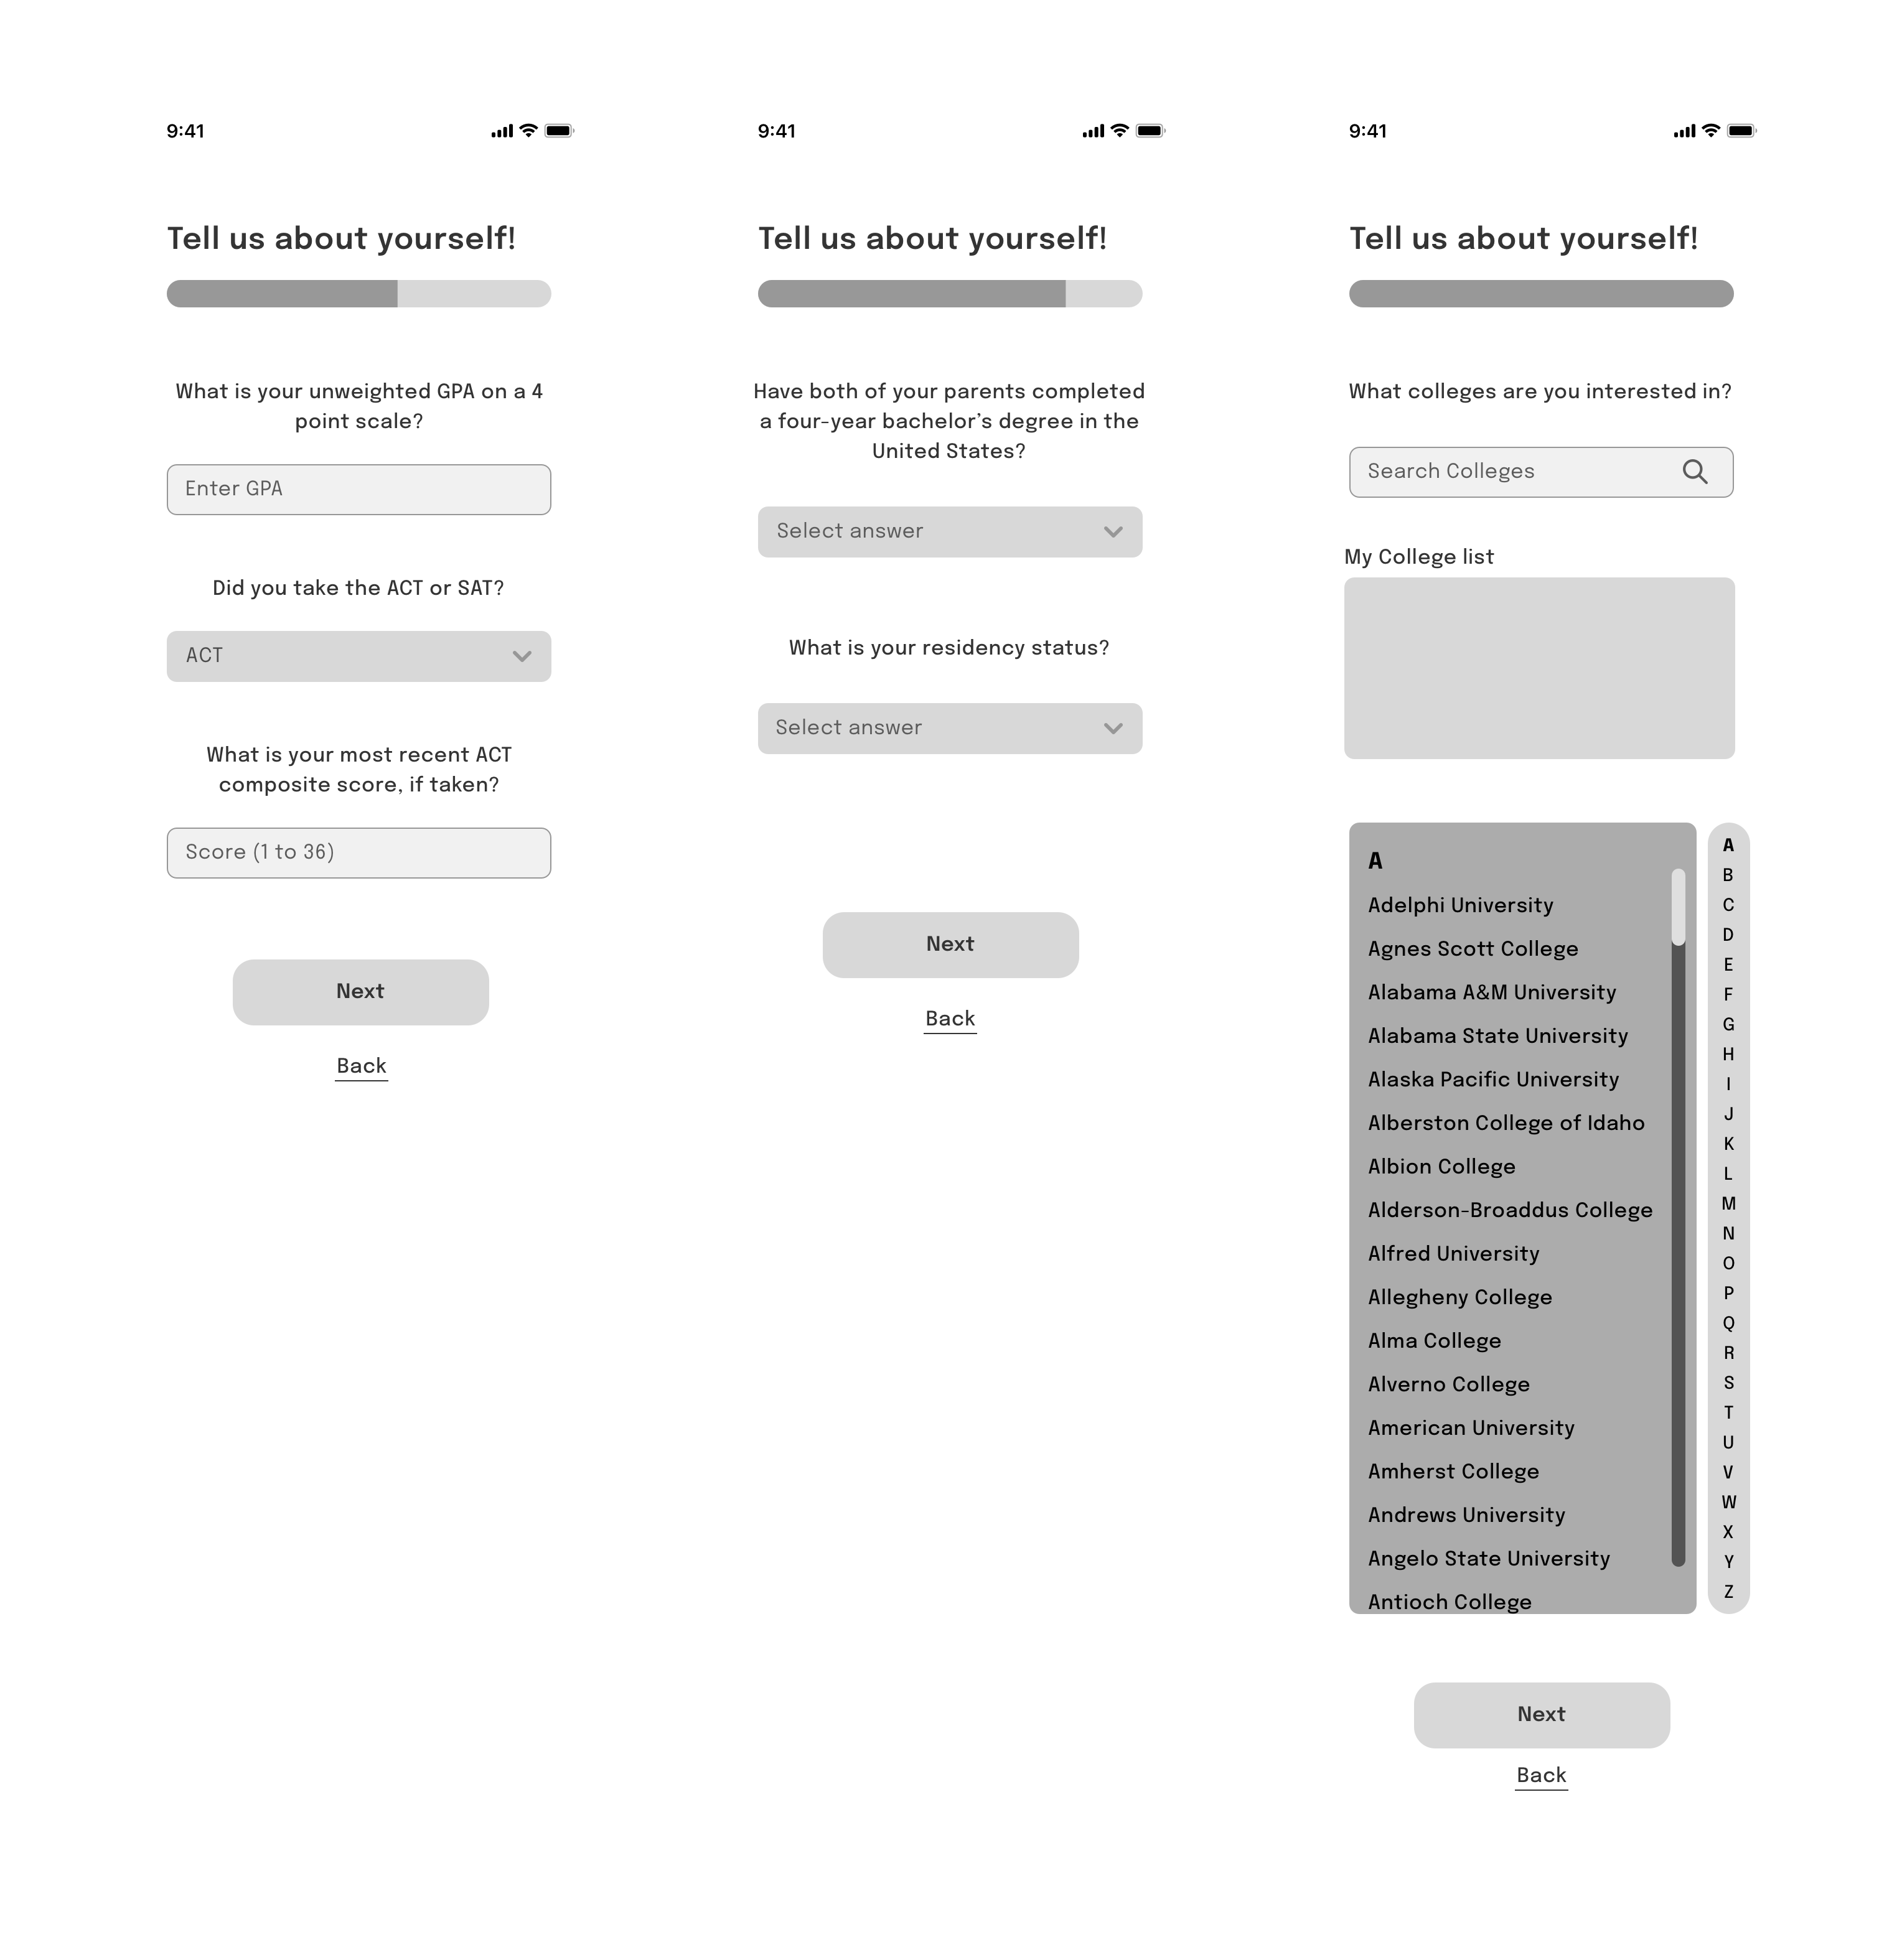 9:41
Tell us about yourself!
What is your unweighted GPA on a 4
point scale?
Enter GPA
Did you take the ACT or SAT?
ACT
What is your most recent ACT
composite score, if taken?
Score (1 to 36)
Next
Back
9:41
Tell us about yourself!
Have both of your parents completed
a four-year bachelor’s degree in the
United States?
Select answer
What is your residency status?
Select answer
Next
Back
9:41
Tell us about yourself!
What colleges are you interested in?
Search Colleges
My College list
A
Adelphi University
Agnes Scott College
Alabama A&M University
Alabama State University
Alaska Pacific University
Alberston College of Idaho
Albion College
Alderson-Broaddus College
Alfred University
Allegheny College
Alma College
Alverno College
American University
Amherst College
Andrews University
Angelo State University
Antioch College
A
B
C
D
E
F
G
H
I
J
K
L
M
N
O
P
Q
R
S
T
U
V
W
X
Y
Z
Next
Back